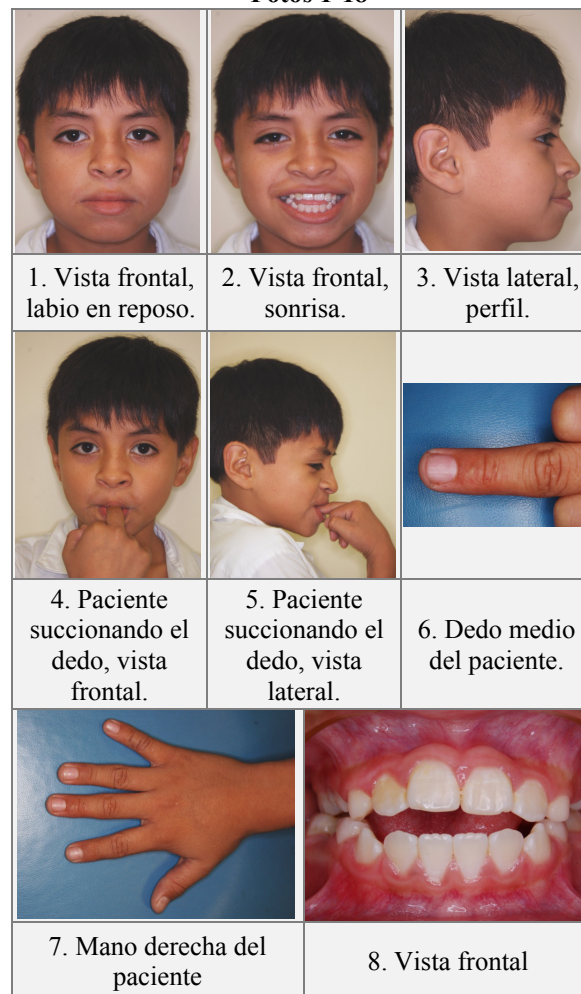 Fotos
1. Vista frontal,
labio en reposo.
2. Vista frontal,
sonrisa.
3. Vista lateral,
perfil.
4. Paciente
succionando el
dedo, vista
frontal.
5. Paciente
succionando el
dedo, vista
lateral.
6. Dedo medio
del paciente.
7. Mano derecha del
paciente
8. Vista frontal